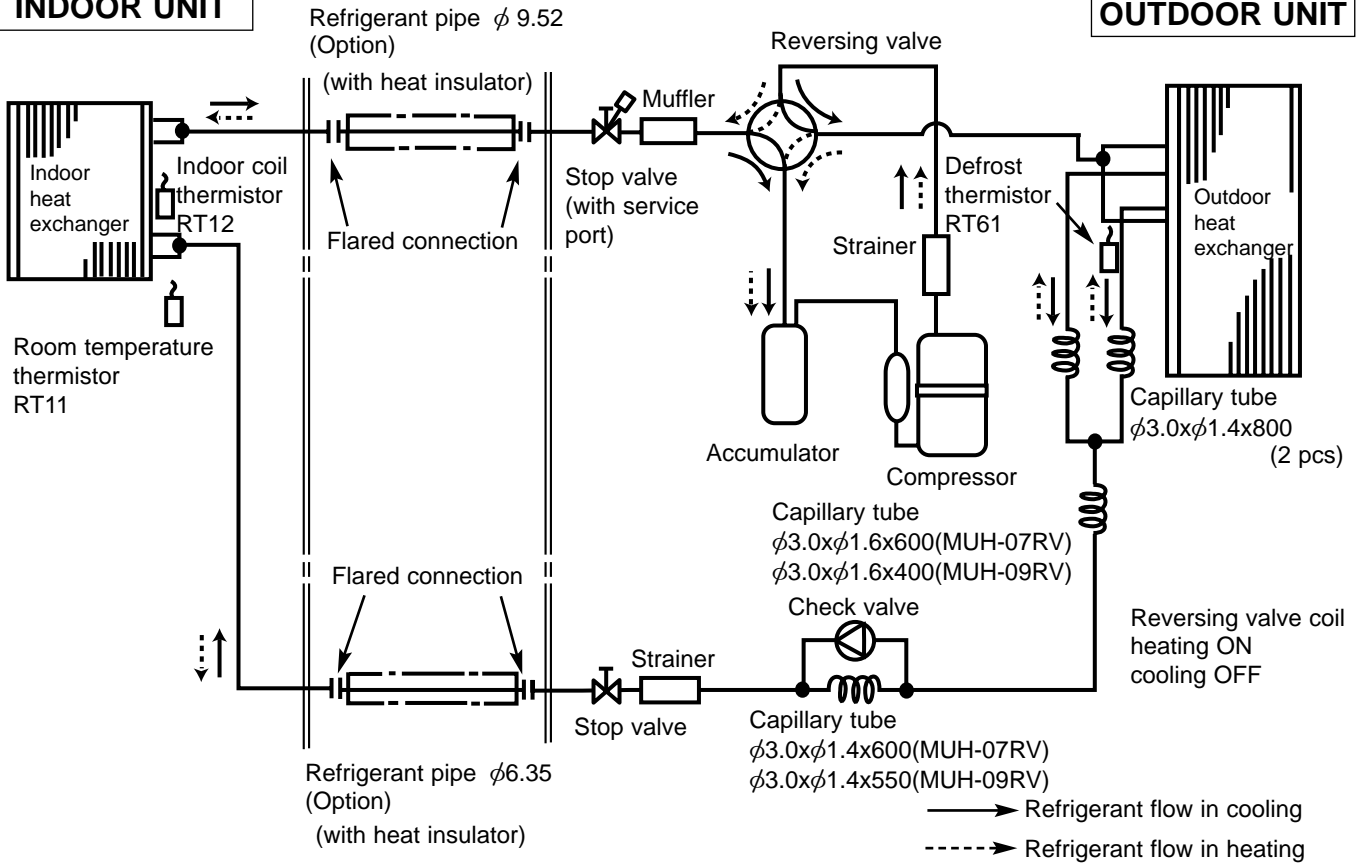 INDOOR UNIT
OUTDOOR UNIT
Refrigerant pipe ϕ 9.52
(Option)
(with heat insulator)
Reversing valve
Muffler
Indoor
heat
exchanger
Indoor coil
thermistor
RT12
Flared connection
Stop valve
(with service
port)
Defrost
thermistor
RT61
Strainer
Outdoor
heat
exchanger
Room temperature
thermistor
RT11
Accumulator
Compressor
Capillary tube
ϕ3.0xϕ1.4x800
(2 pcs)
Capillary tube
ϕ3.0xϕ1.6x600(MUH-07RV)
ϕ3.0xϕ1.6x400(MUH-09RV)
Flared connection
Check valve
Reversing valve coil
heating ON
cooling OFF
Strainer
Stop valve
Capillary tube
ϕ3.0xϕ1.4x600(MUH-07RV)
ϕ3.0xϕ1.4x550(MUH-09RV)
Refrigerant pipe ϕ6.35
(Option)
(with heat insulator)
Refrigerant flow in cooling
Refrigerant flow in heating